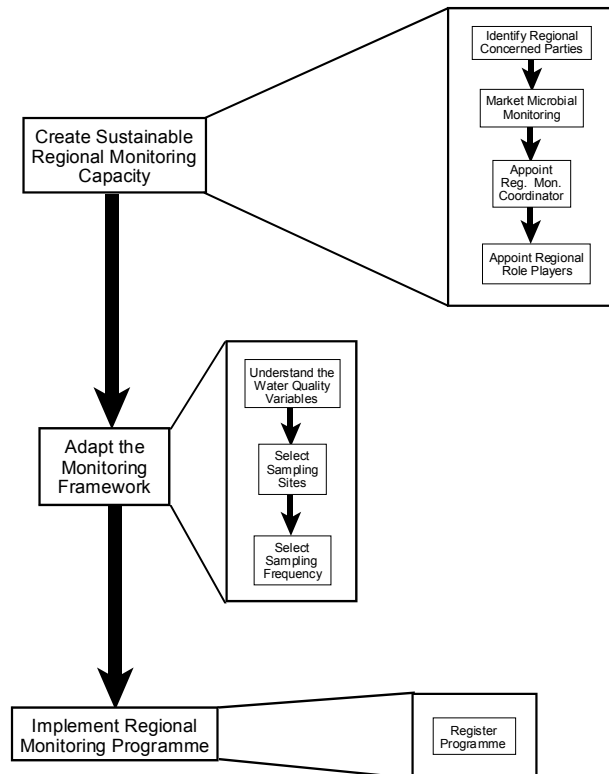 Identify Regional
Concerned Parties
Market Microbial
Monitoring
Create Sustainable
Regional Monitoring
Capacity
Appoint
Reg. Mon.
Coordinator
Appoint Regional
Role Players
Understand the
Water Quality
Variables
Adapt the
Monitoring
Framework
Select
Sampling
Sites
Select
Sampling
Frequency
Implement Regional
Monitoring Programme
Register
Programme